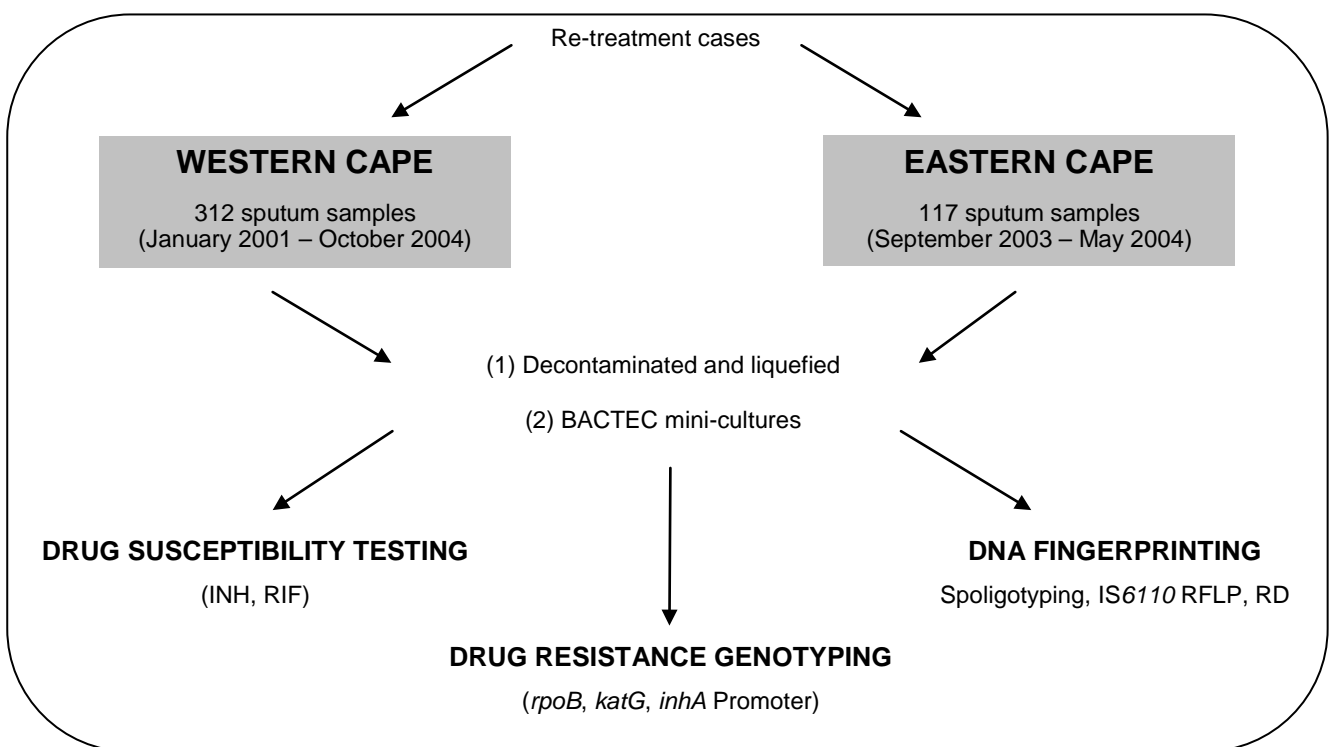 Re-treatment cases
WESTERN CAPE
312 sputum samples
(January 2001 – October 2004)
EASTERN CAPE
117 sputum samples
(September 2003 – May 2004)
(1) Decontaminated and liquefied
(2) BACTEC mini-cultures
DRUG SUSCEPTIBILITY TESTING
(INH, RIF)
DNA FINGERPRINTING
Spoligotyping, IS6110 RFLP, RD
DRUG RESISTANCE GENOTYPING
(rpoB, katG, inhA Promoter)